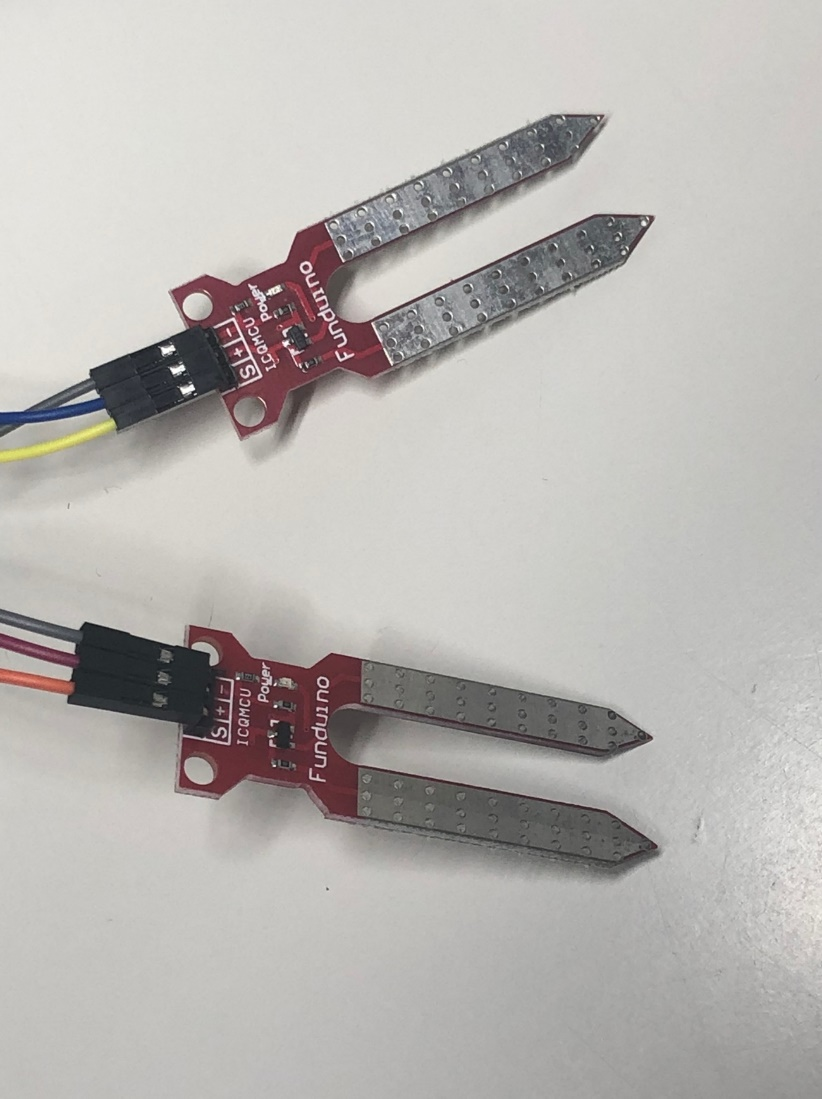 Funduino
Power
ICQMCU
S + -
Funduino
Power
ICQMCU
S + -